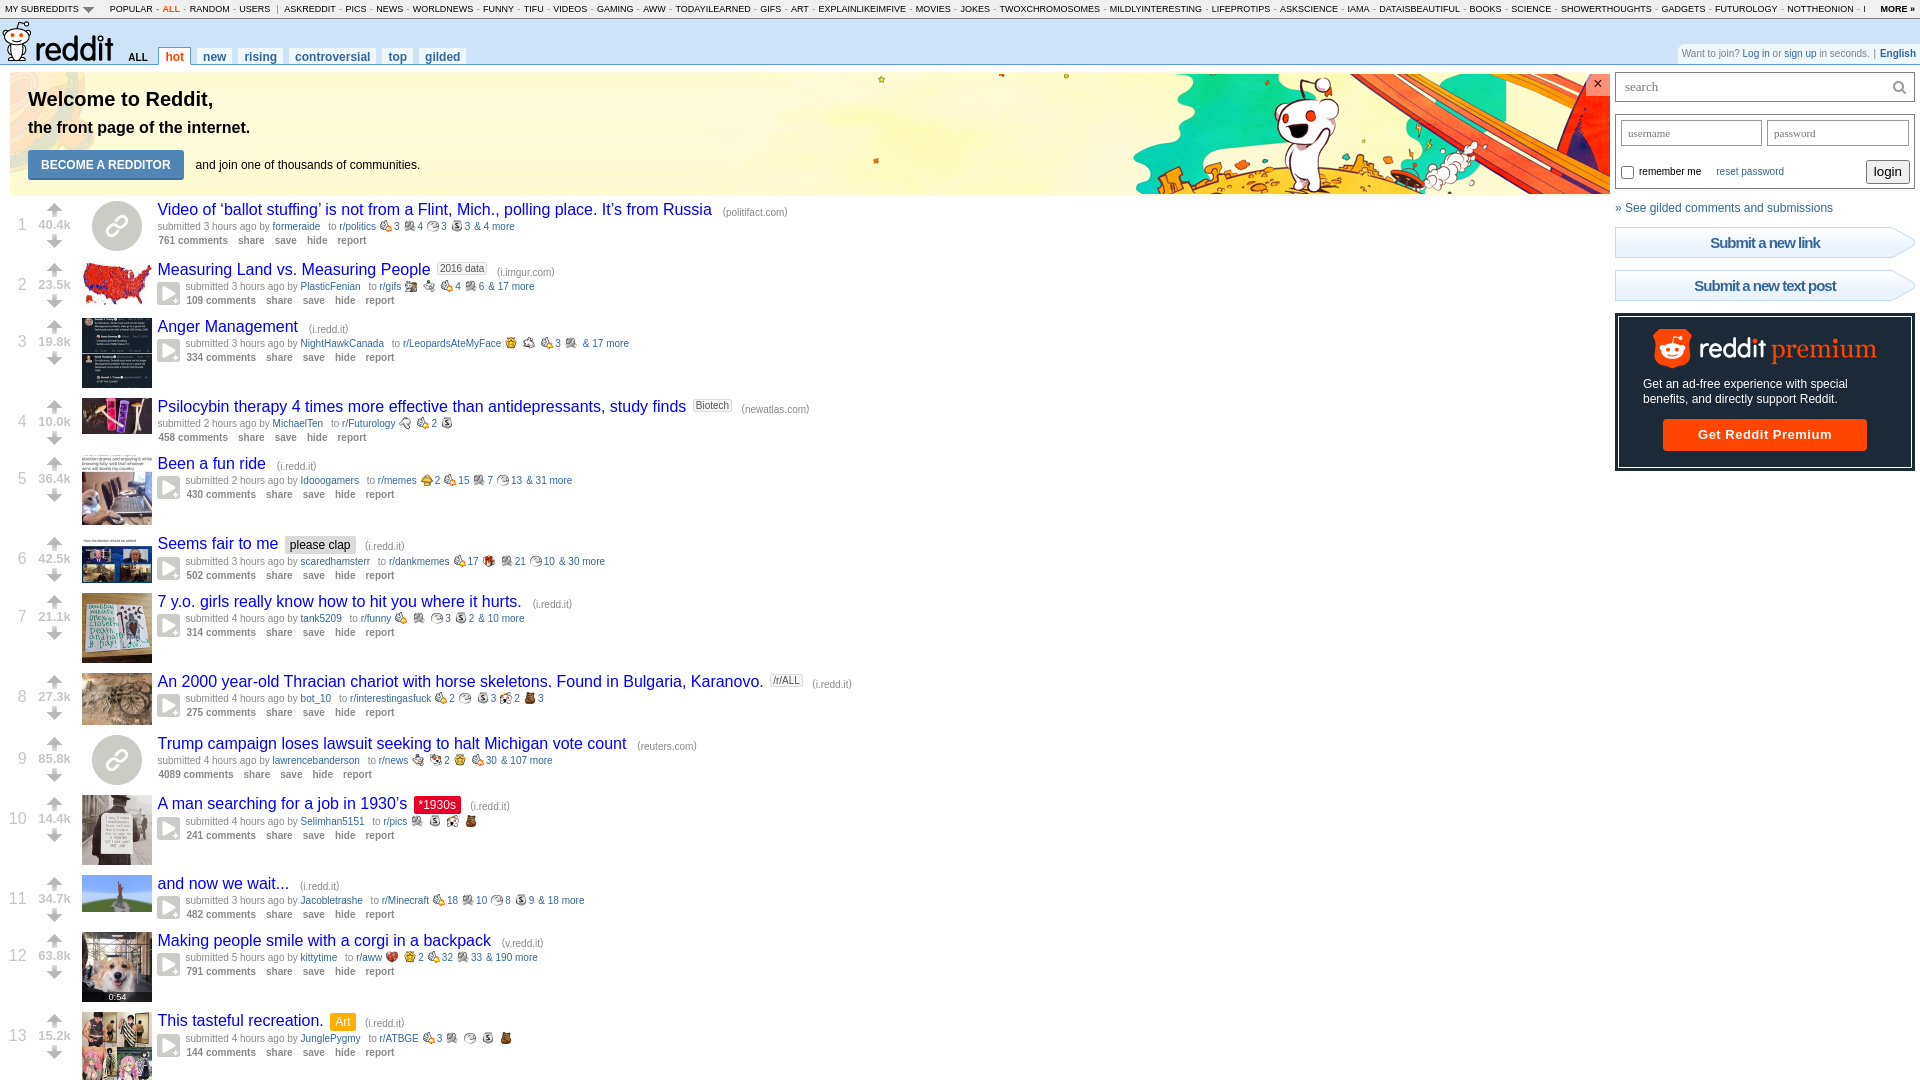 MY SUBREDDITS POPULAR - ALL - RANDOM - USERS | ASKREDDIT - PICS - NEWS - WORLDNEWS - FUNNY - TIFU - VIDEOS - GAMING - AWW - TODAYILEARNED - GIFS - ART - EXPLAINLIKEIMFIVE - MOVIES - JOKES - TWOXCHROMOSOMES - MILDLYINTERESTING - LIFEPROTIPS - ASKSCIENCE - IAMA - DATAISBEAUTIFUL - BOOKS - SCIENCE - SHOWERTHOUGHTS - GADGETS - FUTUROLOGY - NOTTHEONION - I MORE »
reddit ALL hot new rising controversial top gilded
Want to join? Log in or sign up in seconds. | English
Welcome to Reddit,
the front page of the internet.
BECOME A REDDITOR and join one of thousands of communities.
×
search
username password
remember me reset password login
» See gilded comments and submissions
Submit a new link
Submit a new text post
reddit premium
Get an ad-free experience with special
benefits, and directly support Reddit.
Get Reddit Premium
1 40.4k
Video of ‘ballot stuffing’ is not from a Flint, Mich., polling place. It’s from Russia (politifact.com)
submitted 3 hours ago by formeraide to r/politics 3 4 3 3 & 4 more
761 comments share save hide report
2 23.5k
Measuring Land vs. Measuring People 2016 data (i.imgur.com)
submitted 3 hours ago by PlasticFenian to r/gifs 4 6 & 17 more
109 comments share save hide report
3 19.8k
Anger Management (i.redd.it)
submitted 3 hours ago by NightHawkCanada to r/LeopardsAteMyFace 3 & 17 more
334 comments share save hide report
4 10.0k
Psilocybin therapy 4 times more effective than antidepressants, study finds Biotech (newatlas.com)
submitted 2 hours ago by MichaelTen to r/Futurology 2
458 comments share save hide report
5 36.4k
Been a fun ride (i.redd.it)
submitted 2 hours ago by Idooogamers to r/memes 2 15 7 13 & 31 more
430 comments share save hide report
6 42.5k
Seems fair to me please clap (i.redd.it)
submitted 3 hours ago by scaredhamsterr to r/dankmemes 17 21 10 & 30 more
502 comments share save hide report
7 21.1k
7 y.o. girls really know how to hit you where it hurts. (i.redd.it)
submitted 4 hours ago by tank5209 to r/funny 3 2 & 10 more
314 comments share save hide report
8 27.3k
An 2000 year-old Thracian chariot with horse skeletons. Found in Bulgaria, Karanovo. /r/ALL (i.redd.it)
submitted 4 hours ago by bot_10 to r/interestingasfuck 2 3 2 3
275 comments share save hide report
9 85.8k
Trump campaign loses lawsuit seeking to halt Michigan vote count (reuters.com)
submitted 4 hours ago by lawrencebanderson to r/news 2 30 & 107 more
4089 comments share save hide report
10 14.4k
A man searching for a job in 1930’s *1930s (i.redd.it)
submitted 4 hours ago by Selimhan5151 to r/pics
241 comments share save hide report
11 34.7k
and now we wait... (i.redd.it)
submitted 3 hours ago by Jacobletrashe to r/Minecraft 18 10 8 9 & 18 more
482 comments share save hide report
12 63.8k
Making people smile with a corgi in a backpack (v.redd.it)
submitted 5 hours ago by kittytime to r/aww 2 32 33 & 190 more
791 comments share save hide report
0:54
13 15.2k
This tasteful recreation. Art (i.redd.it)
submitted 4 hours ago by JunglePygmy to r/ATBGE 3
144 comments share save hide report